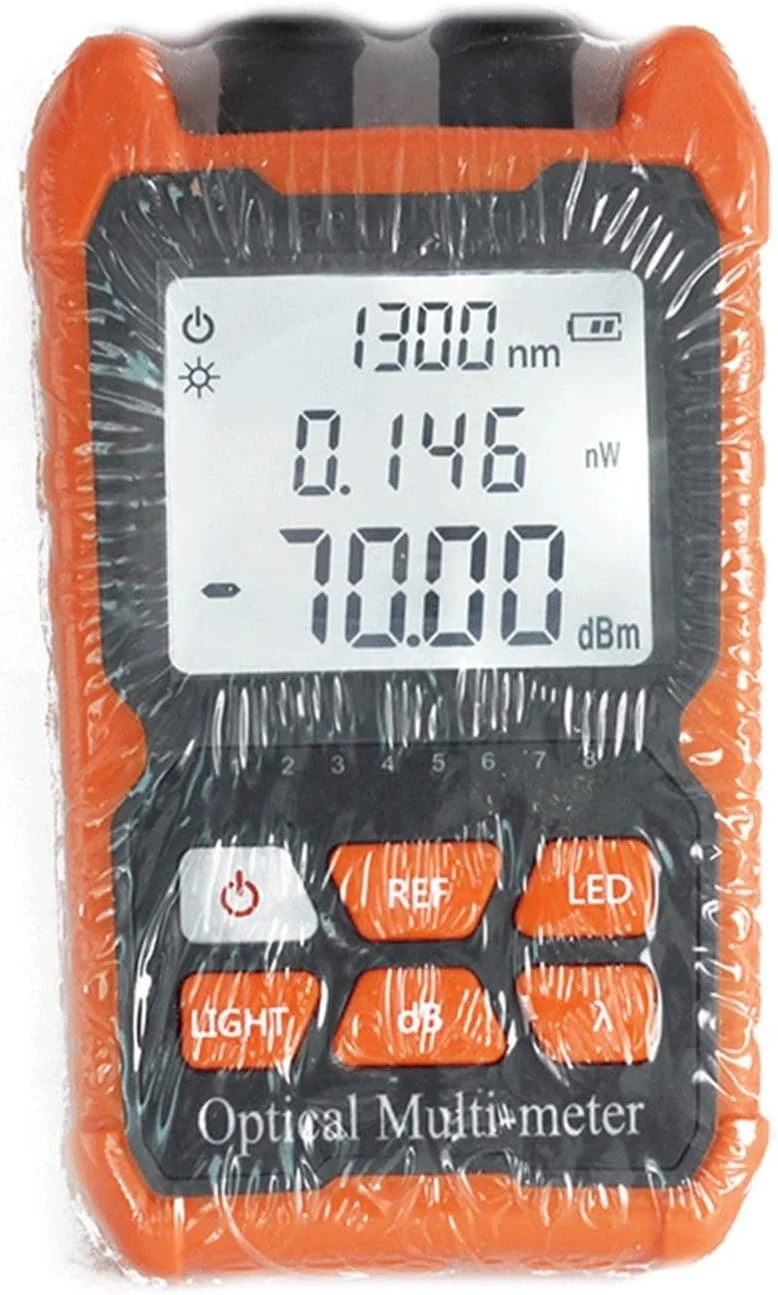 1300 nm
0.146 nW
-70.00 dBm
1 2 3 4 5 6 7 8
REF LED
LIGHT dB λ
Optical Multi-meter